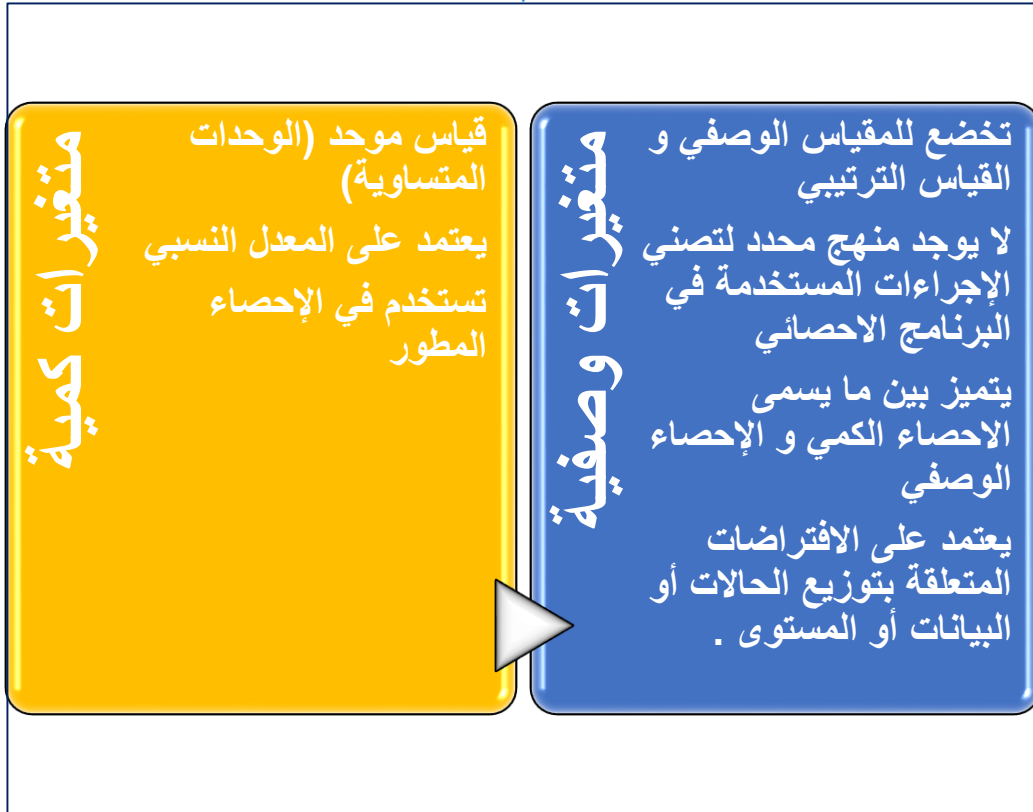 متغيرات وصفية
تخضع للمقياس الوصفي و
القياس الترتيبي
لا يوجد منهج محدد لتصني
الإجراءات المستخدمة في
البرنامج الاحصائي
يتميز بين ما يسمى
الاحصاء الكمي و الإحصاء
الوصفي
يعتمد على الافتراضات
المتعلقة بتوزيع الحالات أو
البيانات أو المستوى .
متغيرات كمية
قياس موحد (الوحدات
المتساوية)
يعتمد على المعدل النسبي
تستخدم في الإحصاء
المطور